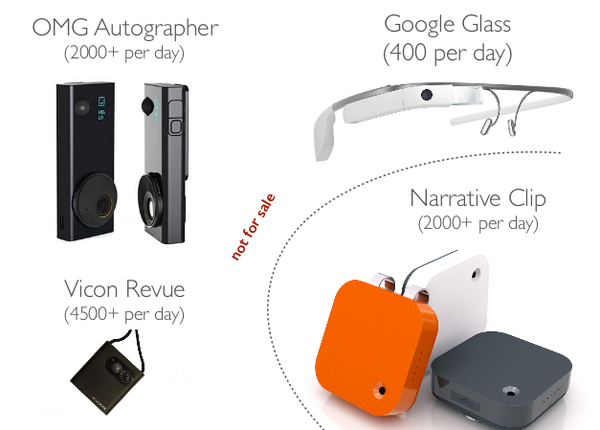 OMG Autographer
(2000+ per day)
Google Glass
(400 per day)
not for sale
Narrative Clip
(2000+ per day)
Vicon Revue
(4500+ per day)